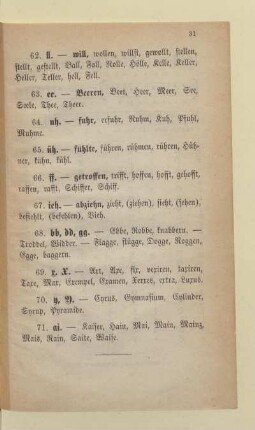 31
62. ll. — will, wollen, willst, gewollt, stellen,
stellt, gestellt, Ball, Fall, Rolle, Hölle, Kelle, Keller,
Heller, Teller, hell, Fell.
63. ee. — Beeren, Beet, Heer, Meer, See,
Seele, Thee, Theer.
64. uh. — fuhr, erfuhr, Ruhm, Kuh, Pfuhl,
Muhme.
65. üh. — fühlte, führen, rühmen, rühren, Hüh-
ner, kühn, kühl.
66. ff. — getroffen, trifft, hoffen, hofft, gehofft,
raffen, rafft. Schiffer, Schiff.
67. ieh. — abziehn, zieht, (ziehen), sieht, (sehen),
befiehlt, (befehlen), Vieh.
68. bb, dd, gg. — Ebbe, Robbe, knabbern. —
Troddel, Widder. — Flagge, flügge, Dogge, Roggen,
Egge, baggern.
69. x, X. — Art, Axe, fix, vexiren, taxiren,
Taxe, Max, Exempel, Examen, Xerxes, extra, Luxus.
70. y, Y. — Cyrus, Gymnasium, Cylinder,
Syrup, Pyramide.
71. ai. — Kaiser, Hain, Mai, Main, Mainz,
Mais, Rain, Saite, Waise.